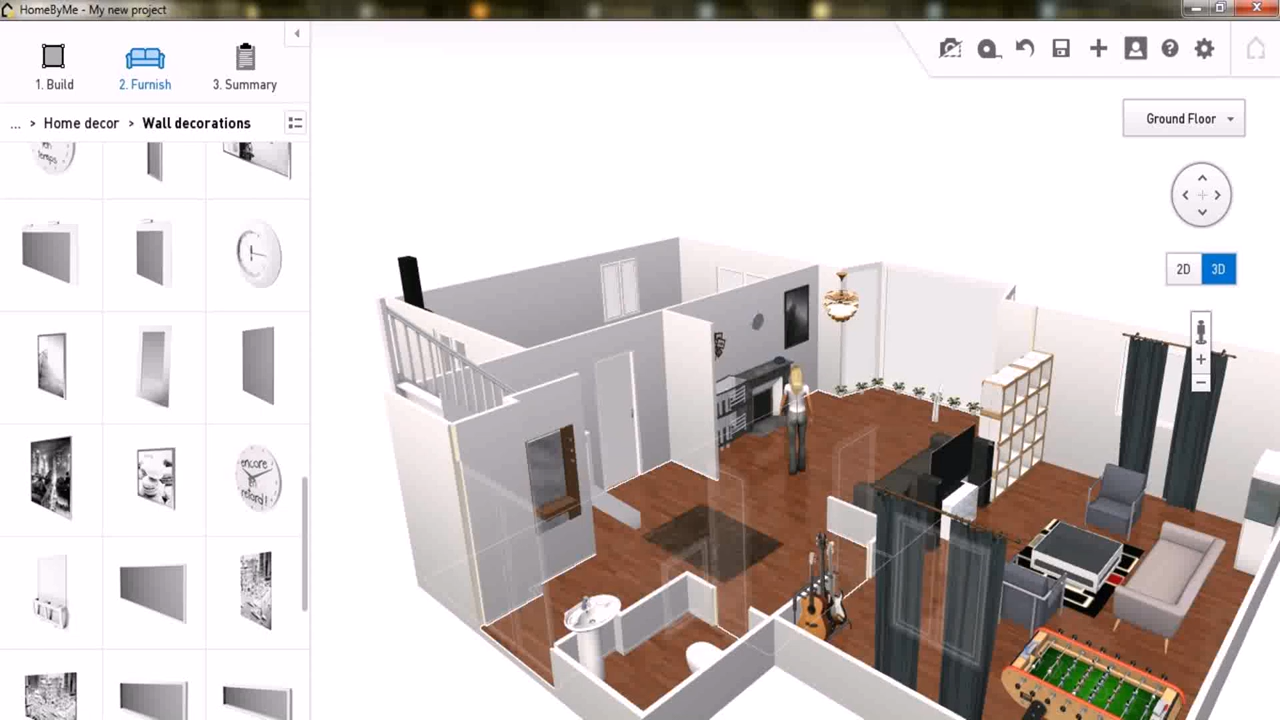 HomeByMe - My new project
1. Build
2. Furnish
3. Summary
... > Home decor > Wall decorations
Ground Floor
2D
3D
encore
en
retard!